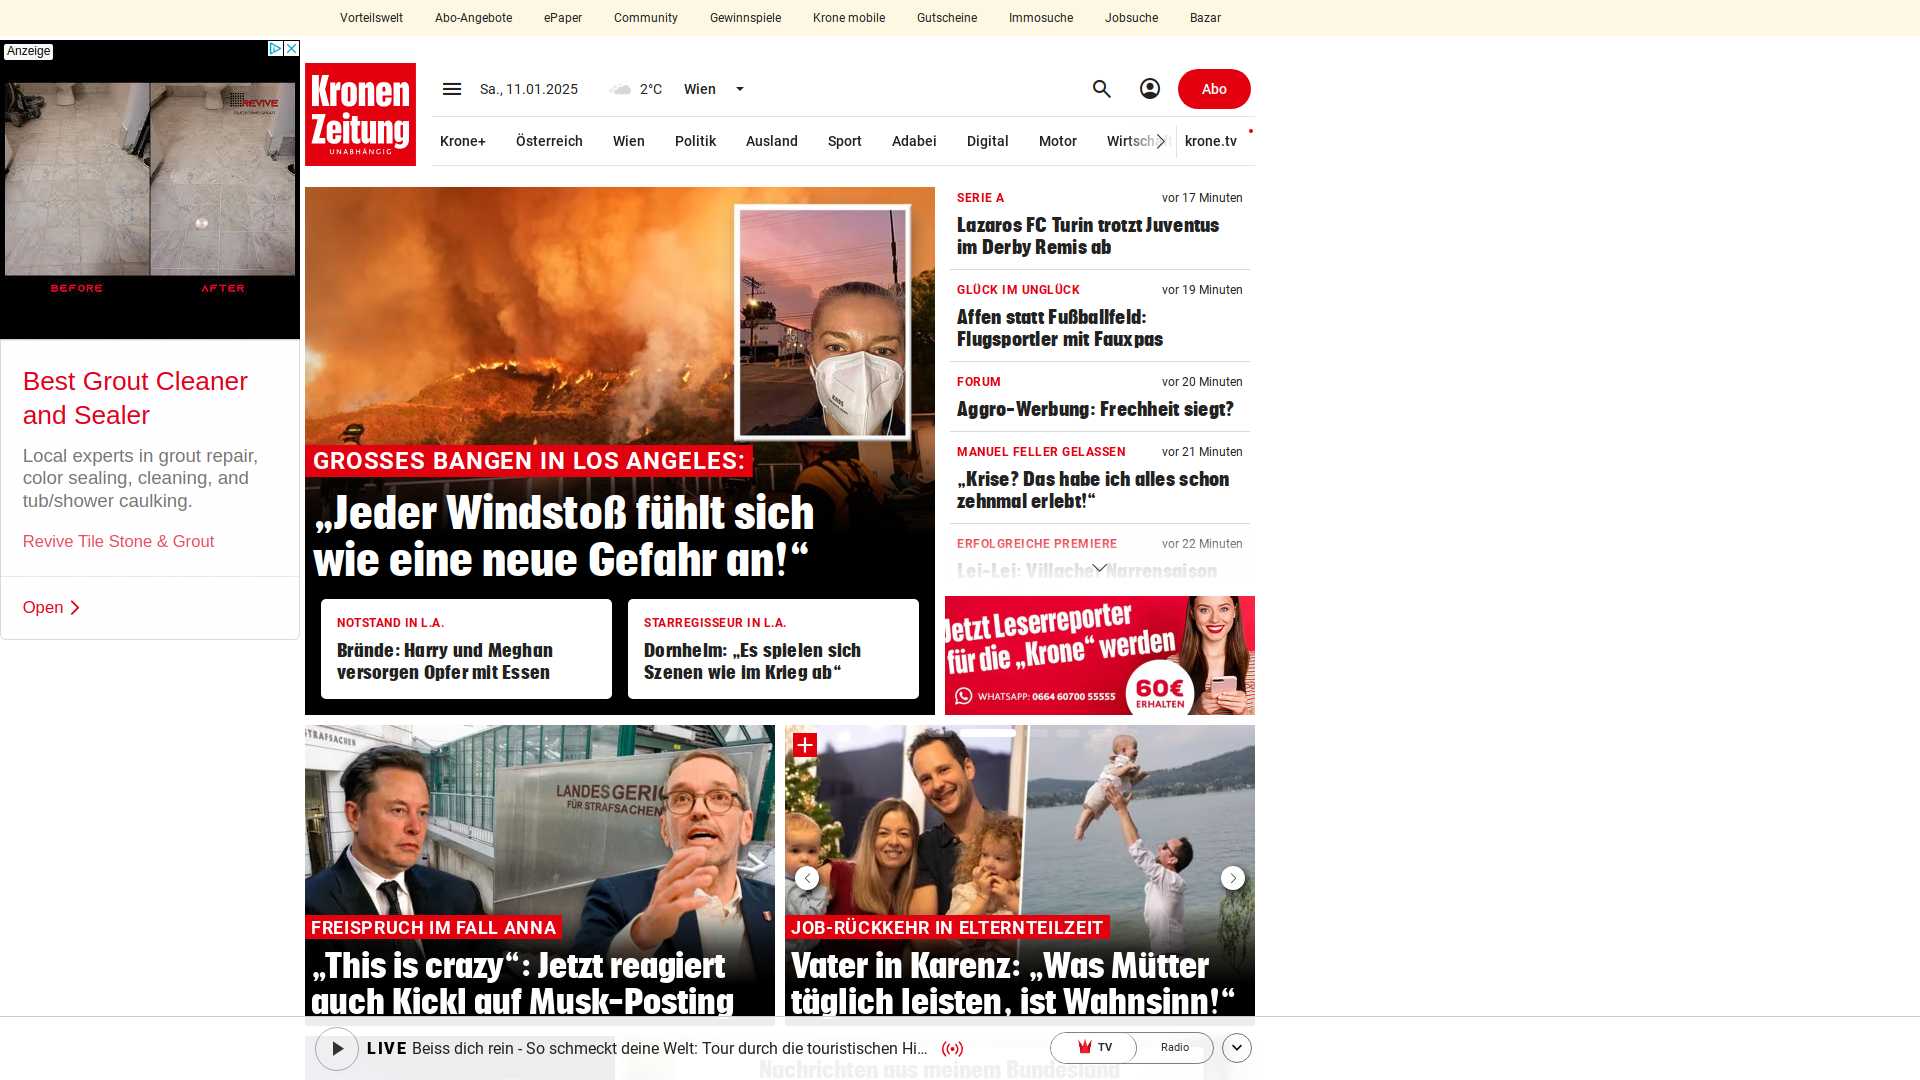 Vorteilswelt
Abo-Angebote
ePaper
Community
Gewinnspiele
Krone mobile
Gutscheine
Immosuche
Jobsuche
Bazar
Anzeige
REVIVE
BEFORE
AFTER
Best Grout Cleaner
and Sealer
Local experts in grout repair,
color sealing, cleaning, and
tub/shower caulking.
Revive Tile Stone & Grout
Open
Kronen
Zeitung
UNABHÄNGIG
Sa., 11.01.2025
2°C
Wien
Abo
Krone+
Österreich
Wien
Politik
Ausland
Sport
Adabei
Digital
Motor
Wirtschaft
krone.tv
GROSSES BANGEN IN LOS ANGELES:
„Jeder Windstoß fühlt sich
wie eine neue Gefahr an!“
NOTSTAND IN L.A.
Brände: Harry und Meghan
versorgen Opfer mit Essen
STARREGISSEUR IN L.A.
Dornhelm: „Es spielen sich
Szenen wie im Krieg ab“
SERIE A
vor 17 Minuten
Lazaros FC Turin trotzt Juventus
im Derby Remis ab
GLÜCK IM UNGLÜCK
vor 19 Minuten
Affen statt Fußballfeld:
Flugsportler mit Fauxpas
FORUM
vor 20 Minuten
Aggro-Werbung: Frechheit siegt?
MANUEL FELLER GELASSEN
vor 21 Minuten
„Krise? Das habe ich alles schon
zehnmal erlebt!“
ERFOLGREICHE PREMIERE
vor 22 Minuten
Lei-Lei: Villacher Narrensaison
Jetzt Leserreporter
für die „Krone“ werden
WHATSAPP: 0664 60700 55555
60€
ERHALTEN
STRAFSACHEN
LANDESGERIC
FÜR STRAFSACHEN
FREISPRUCH IM FALL ANNA
„This is crazy“: Jetzt reagiert
auch Kickl auf Musk-Posting
JOB-RÜCKKEHR IN ELTERNTEILZEIT
Vater in Karenz: „Was Mütter
täglich leisten, ist Wahnsinn!“
LIVE Beiss dich rein - So schmeckt deine Welt: Tour durch die touristischen Hi...
TV
Radio
Nachrichten aus meinem Bundesland